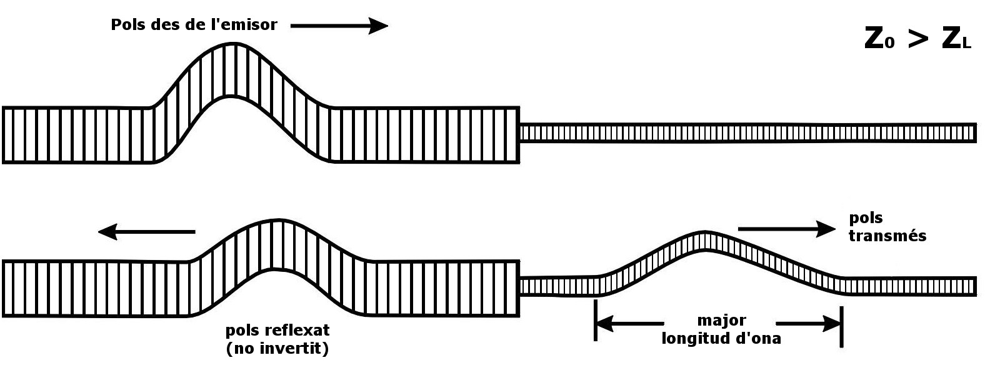 Pols des de l'emisor
Z0 > ZL
pols
transmés
pols reflexat
(no invertit)
major
longitud d'ona